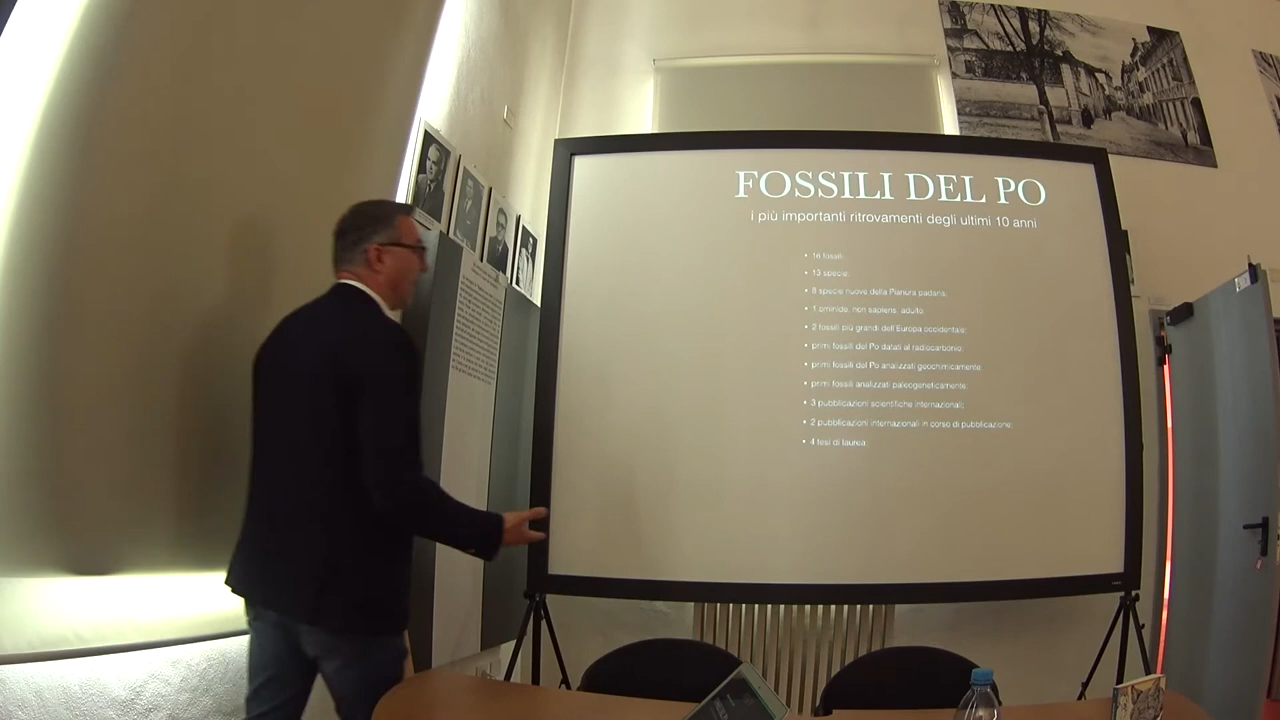 FOSSILI DEL PO
i più importanti ritrovamenti degli ultimi 10 anni
• 16 fossili;
• 13 specie;
• 8 specie nuove della Pianura padana;
• 1 ominide, non sapiens, adulto;
• 2 fossili più grandi dell'Europa occidentale;
• primi fossili del Po datati al radiocarbonio;
• primi fossili del Po analizzati geochimicamente;
• primi fossili analizzati paleogeneticamente;
• 3 pubblicazioni scientifiche internazionali;
• 2 pubblicazioni internazionali in corso di pubblicazione;
• 4 tesi di laurea;